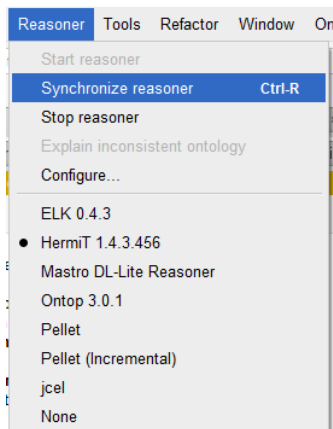 Reasoner Tools Refactor Window On
Start reasoner
Synchronize reasoner Ctrl-R
Stop reasoner
Explain inconsistent ontology
Configure...
ELK 0.4.3
HermiT 1.4.3.456
Mastro DL-Lite Reasoner
Ontop 3.0.1
Pellet
Pellet (Incremental)
jcel
None